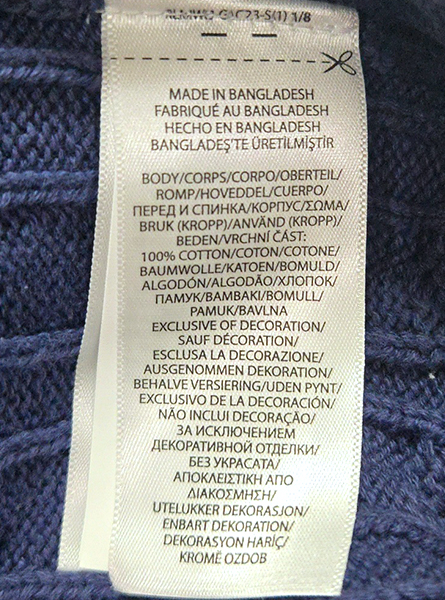 1/8
MADE IN BANGLADESH
FABRIQUÉ AU BANGLADESH
HECHO EN BANGLADESH
BANGLADEŞ'TE ÜRETİLMİŞTİR
BODY/CORPS/CORPO/OBERTEIL/
ROMP/HOVEDDEL/CUERPO/
ПЕРЕД И СПИНКА/КОРПУС/ΣΩΜΑ/
BRUK (KROPP)/ANVÄND (KROPP)/
BEDEN/VRCHNÍ ČÁST:
100% COTTON/COTON/COTONE/
BAUMWOLLE/KATOEN/BOMULD/
ALGODÓN/ALGODÃO/ХЛОПОК/
ПАМУК/ΒΑΜΒΑΚΙ/BOMULL/
PAMUK/BAVLNA
EXCLUSIVE OF DECORATION/
SAUF DÉCORATION/
ESCLUSA LA DECORAZIONE/
AUSGENOMMEN DEKORATION/
BEHALVE VERSIERING/UDEN PYNT/
EXCLUSIVO DE LA DECORACIÓN/
NÃO INCLUI DECORAÇÃO/
ЗА ИСКЛЮЧЕНИЕМ
ДЕКОРАТИВНОЙ ОТДЕЛКИ/
БЕЗ УКРАСАТА/
ΑΠΟΚΛΕΙΣΤΙΚΗ ΑΠΟ
ΔΙΑΚΟΣΜΗΣΗ/
UTELUKKER DEKORASJON/
ENBART DEKORATION/
DEKORASYON HARİÇ/
KROMĚ OZDOB